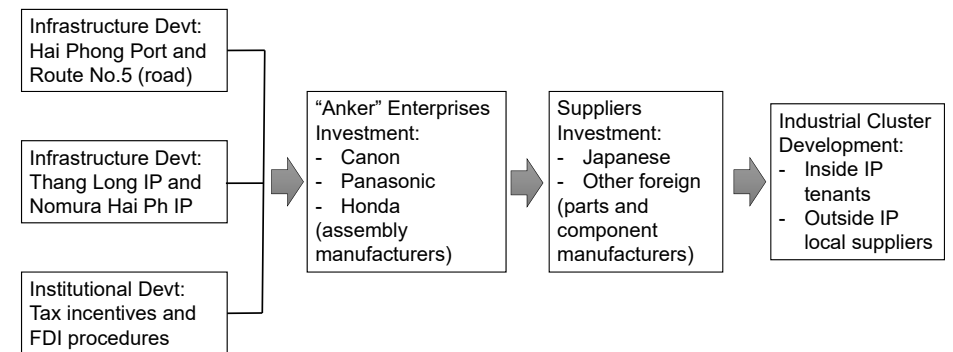 Infrastructure Devt:
Hai Phong Port and
Route No.5 (road)
Infrastructure Devt:
Thang Long IP and
Nomura Hai Ph IP
Institutional Devt:
Tax incentives and
FDI procedures
“Anker” Enterprises
Investment:
- Canon
- Panasonic
- Honda
(assembly
manufacturers)
Suppliers
Investment:
- Japanese
- Other foreign
(parts and
component
manufacturers)
Industrial Cluster
Development:
- Inside IP
tenants
- Outside IP
local suppliers